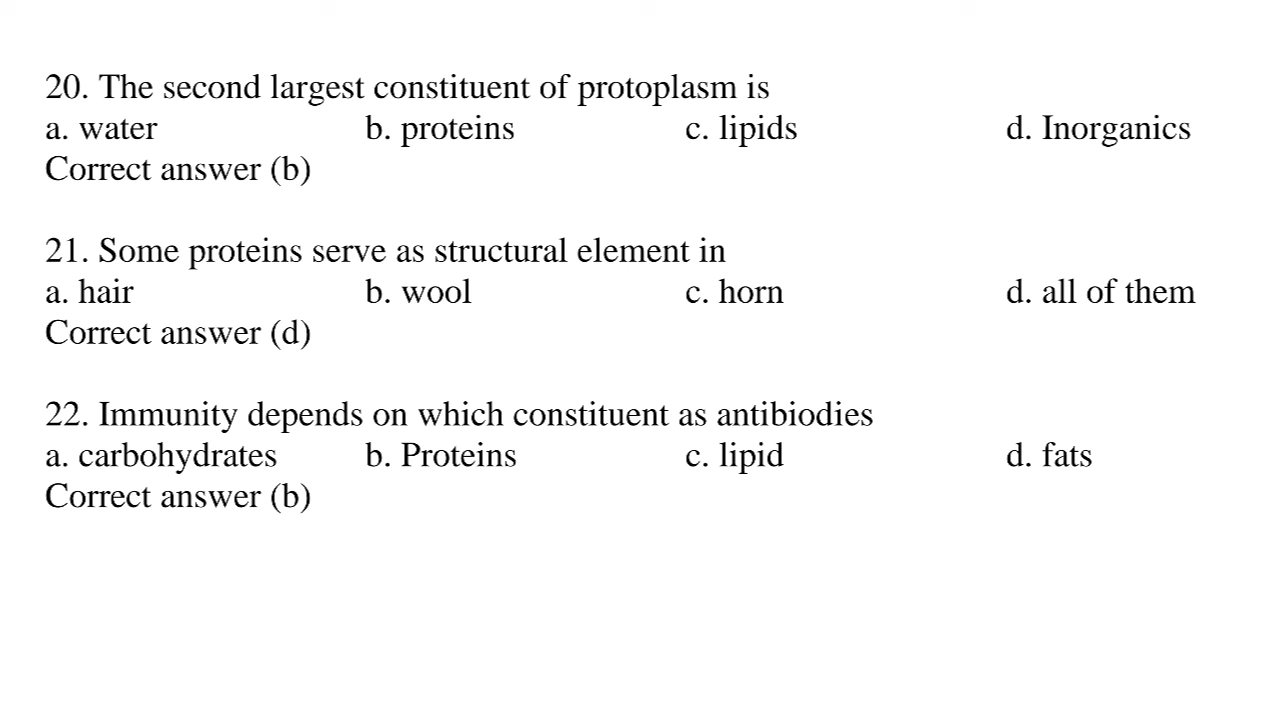 20. The second largest constituent of protoplasm is
a. water b. proteins c. lipids d. Inorganics
Correct answer (b)
21. Some proteins serve as structural element in
a. hair b. wool c. horn d. all of them
Correct answer (d)
22. Immunity depends on which constituent as antibiodies
a. carbohydrates b. Proteins c. lipid d. fats
Correct answer (b)